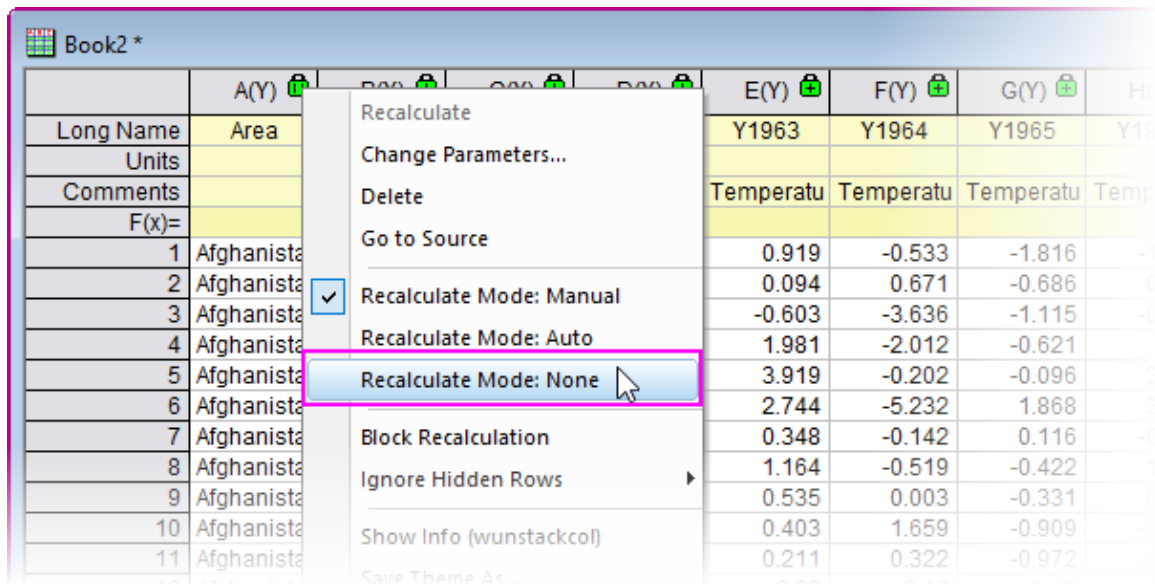 Book2 *
A(Y) E(Y) F(Y) G(Y)
Long Name Area Y1963 Y1964 Y1965
Units
Comments Temperatu Temperatu Temperatu Temp
F(x)=
1 Afghanista 0.919 -0.533 -1.816
2 Afghanista 0.094 0.671 -0.686
3 Afghanista -0.603 -3.636 -1.115
4 Afghanista 1.981 -2.012 -0.621
5 Afghanista 3.919 -0.202 -0.096
6 Afghanista 2.744 -5.232 1.868
7 Afghanista 0.348 -0.142 0.116
8 Afghanista 1.164 -0.519 -0.422
9 Afghanista 0.535 0.003 -0.331
10 Afghanista 0.403 1.659 -0.909
11 Afghanista 0.211 0.322 -0.972
Recalculate
Change Parameters...
Delete
Go to Source
Recalculate Mode: Manual
Recalculate Mode: Auto
Recalculate Mode: None
Block Recalculation
Ignore Hidden Rows
Show Info (wunstackcol)
Save Theme As...